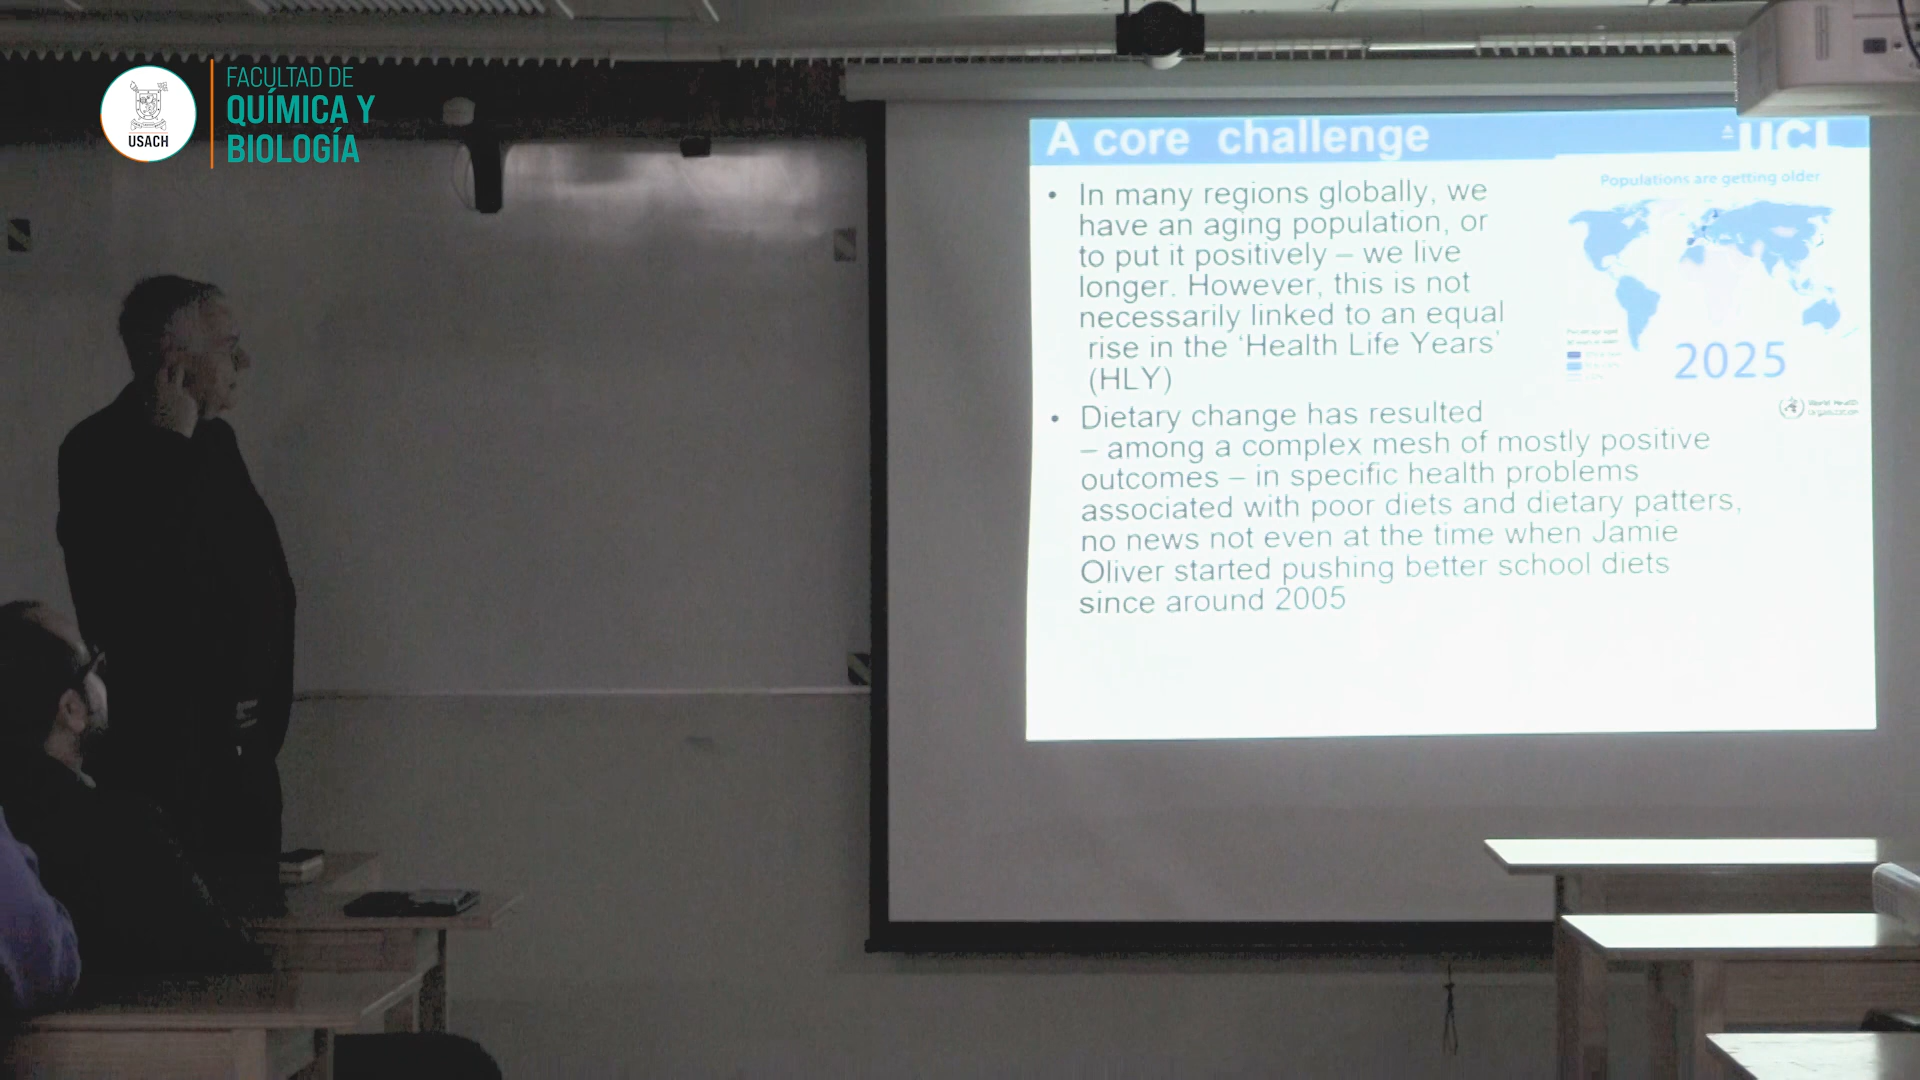 FACULTAD DE
QUÍMICA Y
BIOLOGÍA
USACH
A core challenge
UCL
• In many regions globally, we
have an aging population, or
to put it positively – we live
longer. However, this is not
necessarily linked to an equal
rise in the ‘Health Life Years’
(HLY)
• Dietary change has resulted
– among a complex mesh of mostly positive
outcomes – in specific health problems
associated with poor diets and dietary patters,
no news not even at the time when Jamie
Oliver started pushing better school diets
since around 2005
Populations are getting older
2025
World Health
Organization